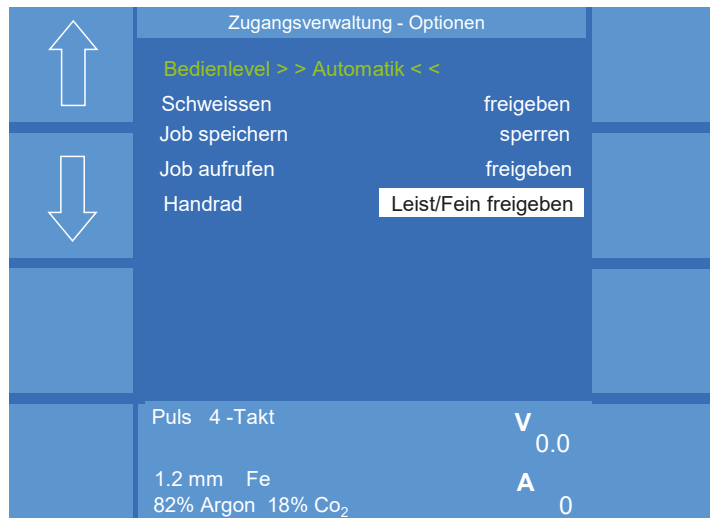 Zugangsverwaltung - Optionen
Bedienlevel > > Automatik < <
Schweissen freigeben
Job speichern sperren
Job aufrufen freigeben
Handrad Leist/Fein freigeben
Puls 4 -Takt V
0.0
1.2 mm Fe A
82% Argon 18% Co₂ 0